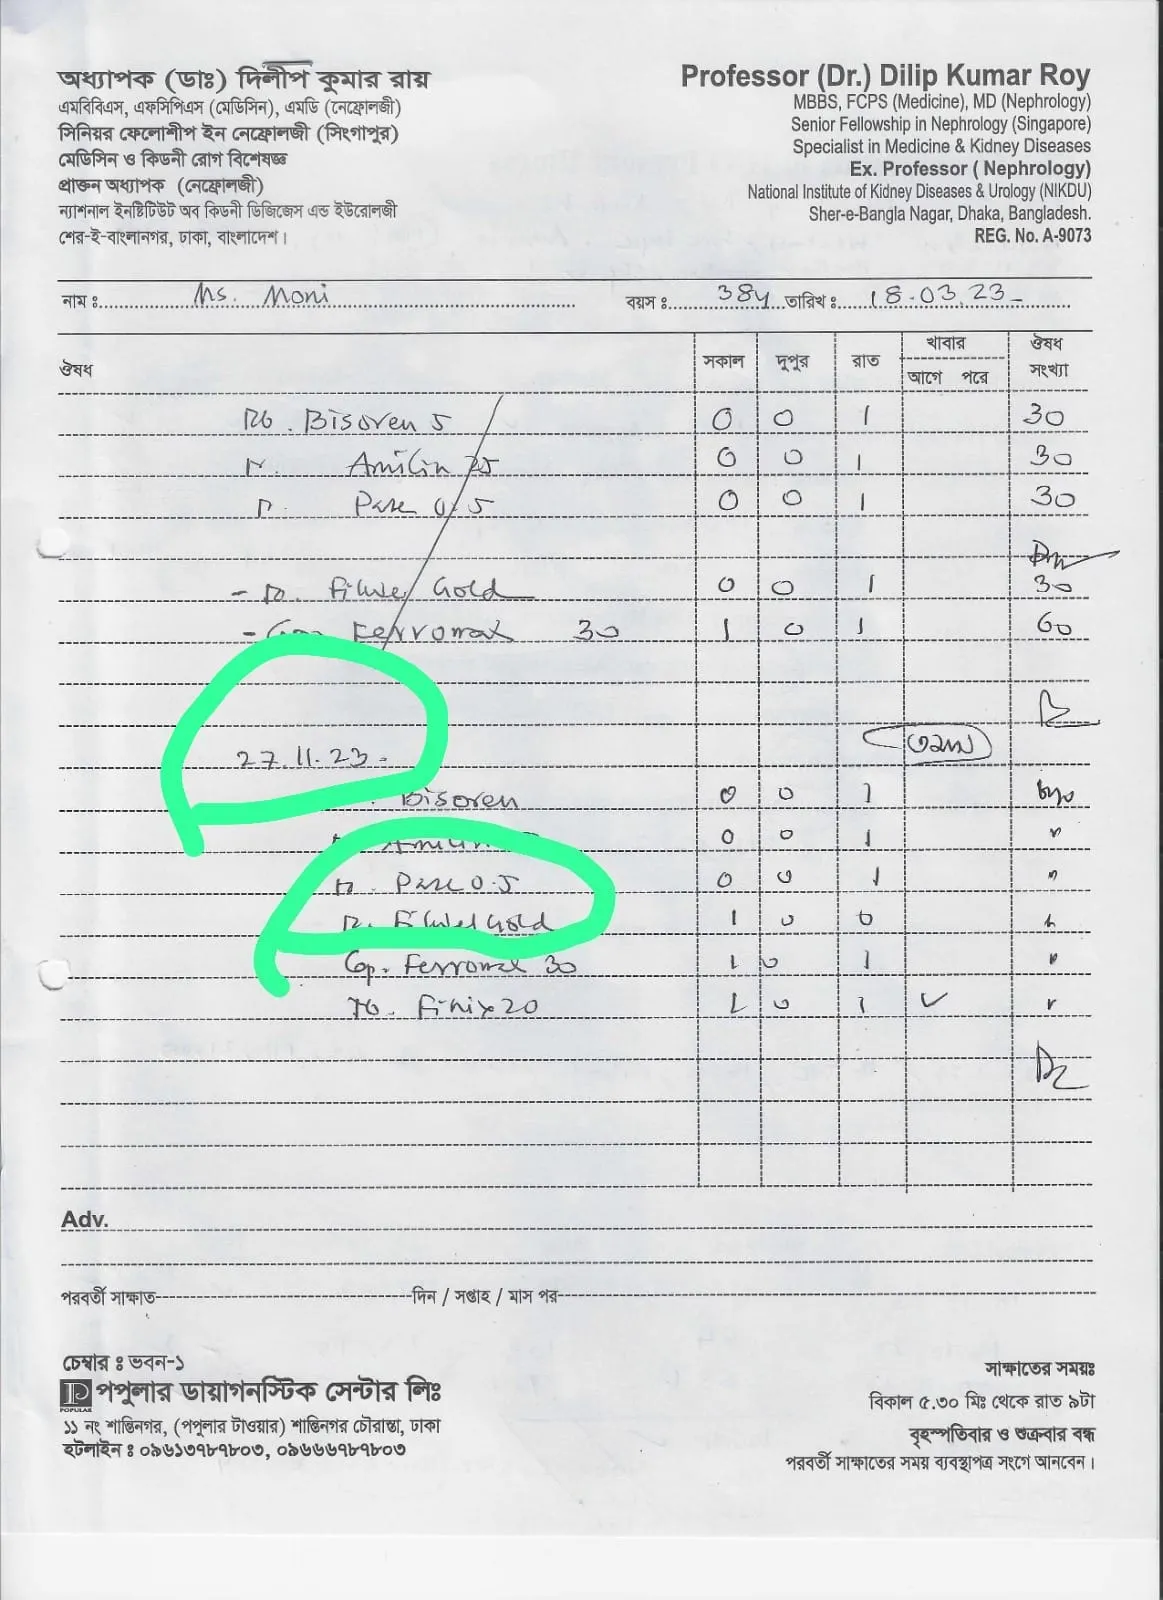 অধ্যাপক (ডাঃ) দিলীপ কুমার রায়
এমবিবিএস, এফসিপিএস (মেডিসিন), এমডি (নেফ্রোলজী)
সিনিয়র ফেলোশীপ ইন নেফ্রোলজী (সিংগাপুর)
মেডিসিন ও কিডনী রোগ বিশেষজ্ঞ
প্রাক্তন অধ্যাপক (নেফ্রোলজী)
ন্যাশনাল ইনষ্টিটিউট অব কিডনী ডিজিজেস এন্ড ইউরোলজী
শের-ই-বাংলানগর, ঢাকা, বাংলাদেশ।
Professor (Dr.) Dilip Kumar Roy
MBBS, FCPS (Medicine), MD (Nephrology)
Senior Fellowship in Nephrology (Singapore)
Specialist in Medicine & Kidney Diseases
Ex. Professor ( Nephrology)
National Institute of Kidney Diseases & Urology (NIKDU)
Sher-e-Bangla Nagar, Dhaka, Bangladesh.
REG. No. A-9073
নাম ঃ Ms. Moni বয়স ঃ 38y তারিখ ঃ 18.03.23
ঔষধ সকাল দুপুর রাত খাবার আগে পরে ঔষধ সংখ্যা
Bisoren 5 0 0 1 30
Amilin 25 0 0 1 30
Pase 0.5 0 0 1 30
Filwel Gold 0 0 1 30
Cap. Ferromax 30 1 0 1 60
27.11.23
Bisoren 0 0 1
Amilin 0 0 1
Pase 0.5 0 0 1
Filwel Gold 1 0 0
Cap. Ferromax 30 1 0 1
Tb. Finix 20 1 0 1 ✓
Adv.
পরবর্তী সাক্ষাত দিন / সপ্তাহ / মাস পর
চেম্বার ঃ ভবন-১
পপুলার ডায়াগনস্টিক সেন্টার লিঃ
POPULAR
১১ নং শান্তিনগর, (পপুলার টাওয়ার) শান্তিনগর চৌরাস্তা, ঢাকা
হটলাইন ঃ ০৯৬১৩৭৮৭৮০৩, ০৯৬৬৬৭৮৭৮০৩
সাক্ষাতের সময়ঃ
বিকাল ৫.৩০ মিঃ থেকে রাত ৯টা
বৃহস্পতিবার ও শুক্রবার বন্ধ
পরবর্তী সাক্ষাতের সময় ব্যবস্থাপত্র সংগে আনবেন।